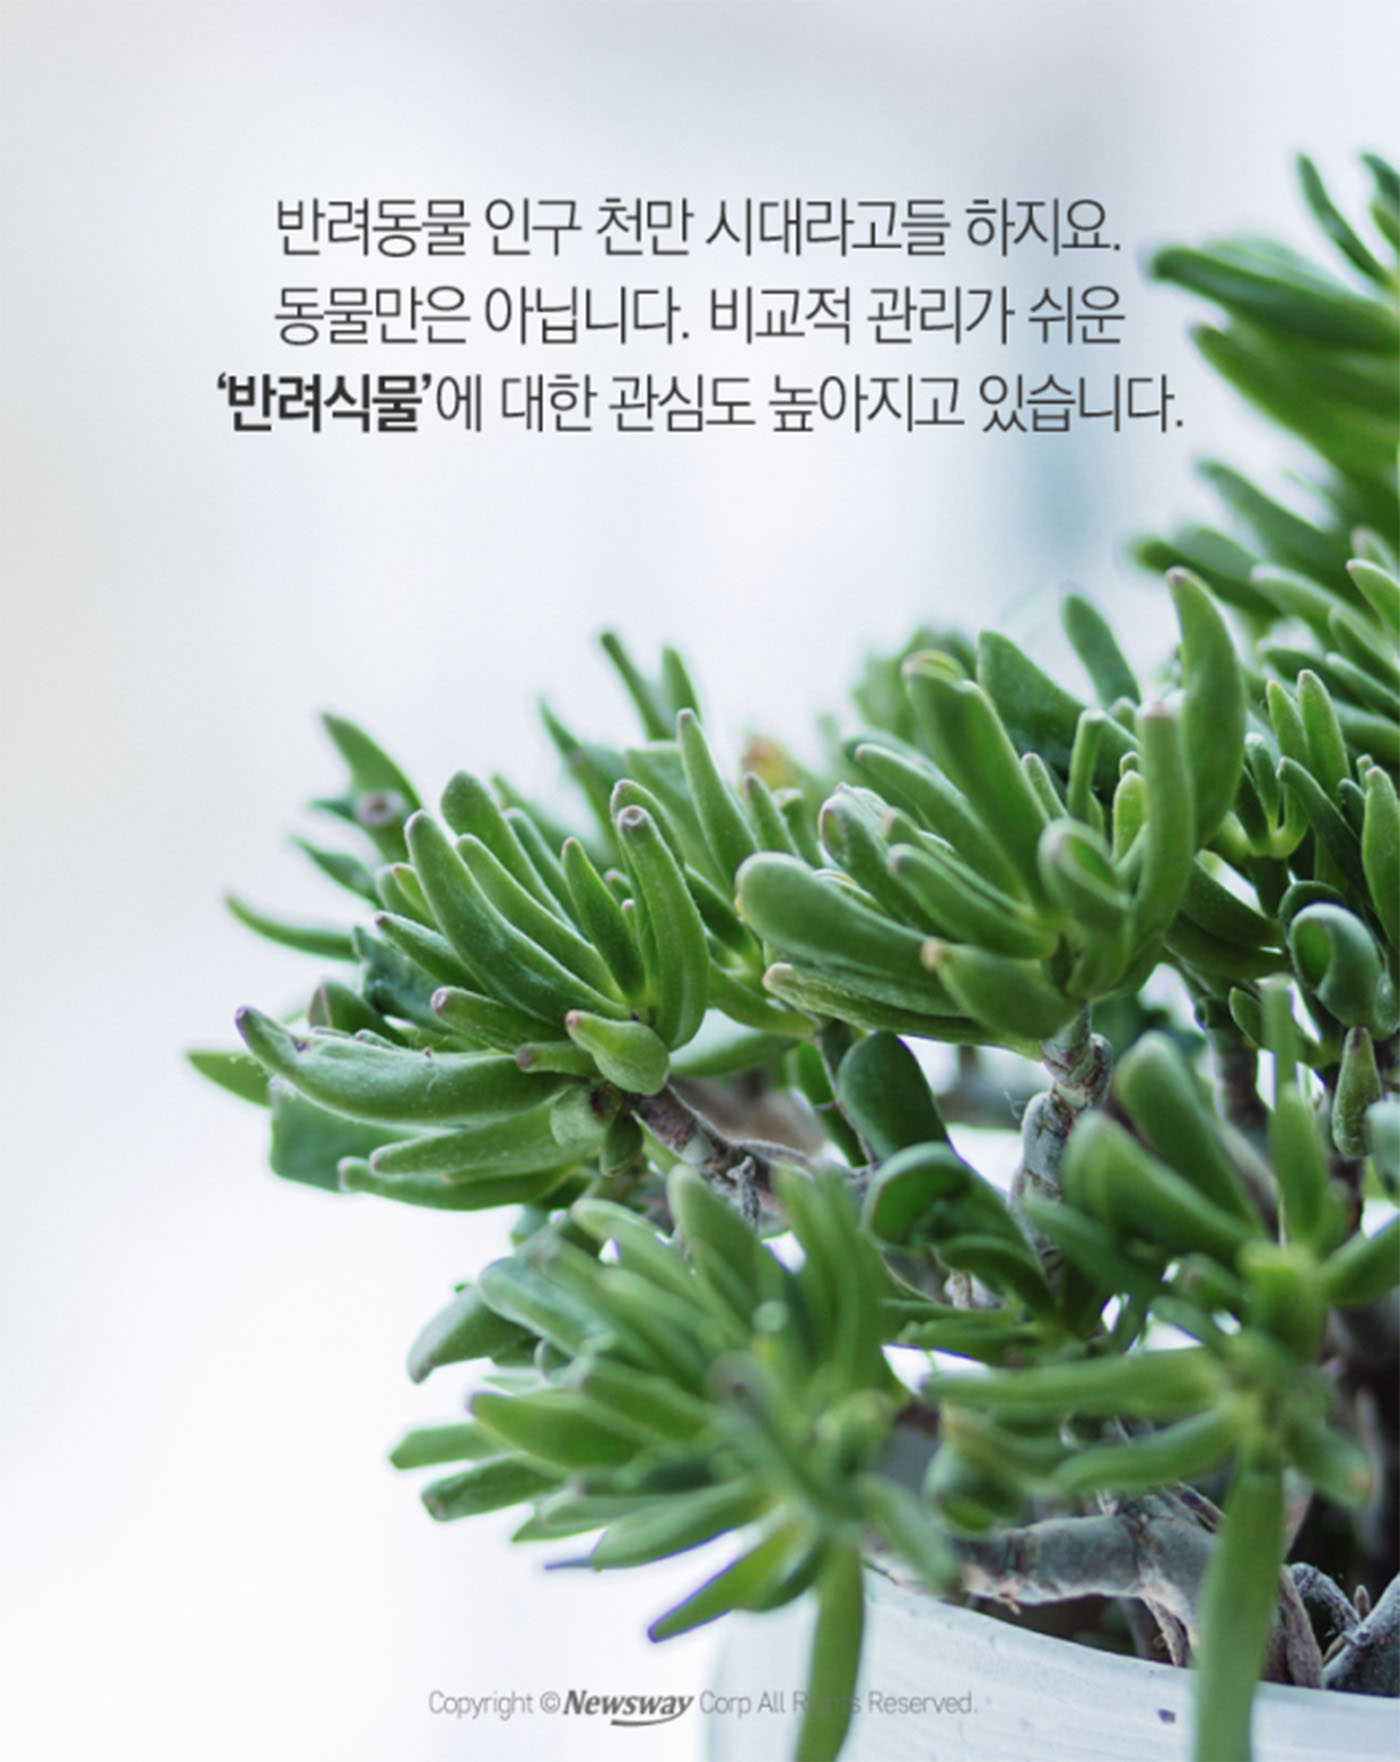 반려동물 인구 천만 시대라고들 하지요.
동물만은 아닙니다. 비교적 관리가 쉬운
‘반려식물’에 대한 관심도 높아지고 있습니다.
Copyright © Newsway Corp All Rights Reserved.